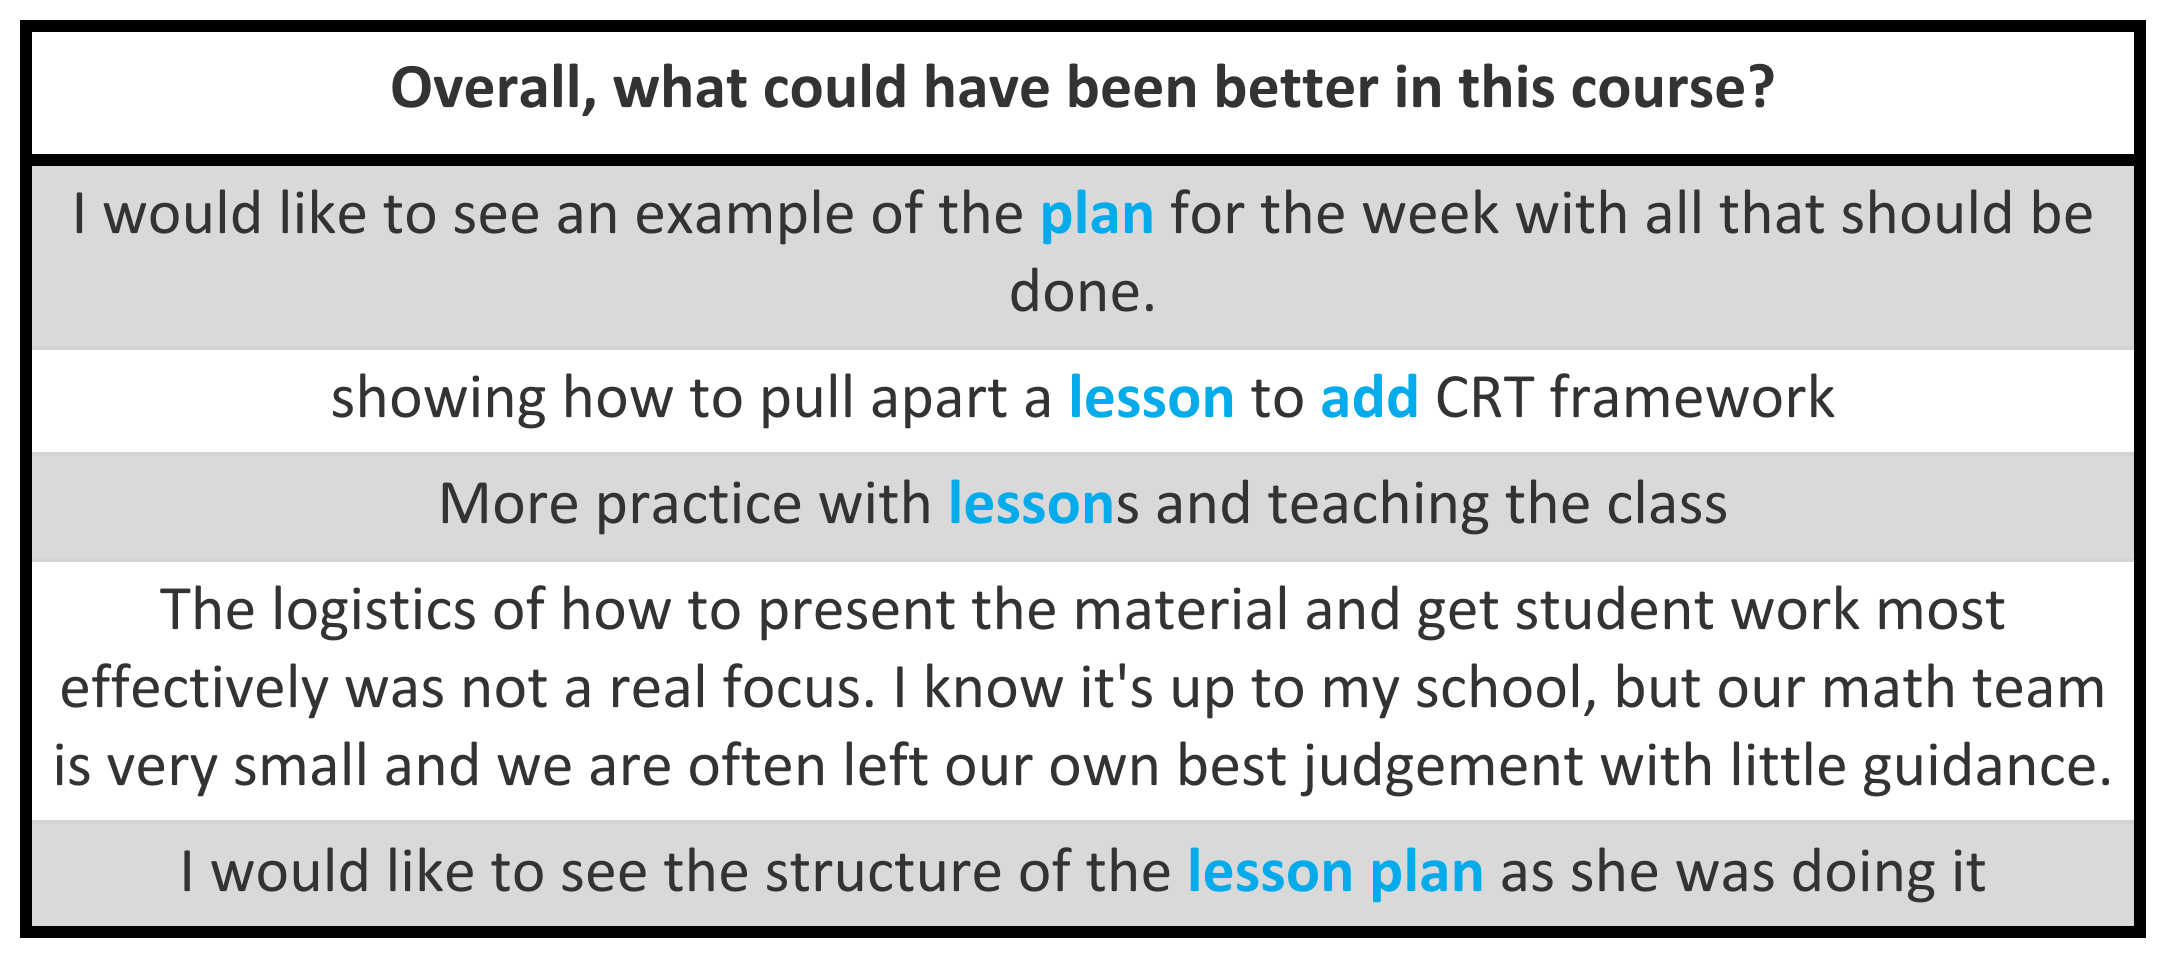 Overall, what could have been better in this course?
I would like to see an example of the plan for the week with all that should be
done.
showing how to pull apart a lesson to add CRT framework
More practice with lessons and teaching the class
The logistics of how to present the material and get student work most
effectively was not a real focus. I know it's up to my school, but our math team
is very small and we are often left our own best judgement with little guidance.
I would like to see the structure of the lesson plan as she was doing it